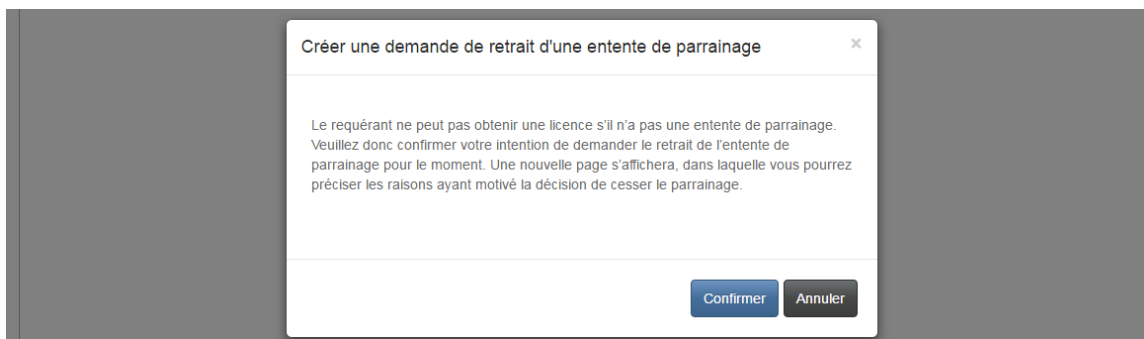 Créer une demande de retrait d'une entente de parrainage
×
Le requérant ne peut pas obtenir une licence s’il n’a pas une entente de parrainage.
Veuillez donc confirmer votre intention de demander le retrait de l’entente de
parrainage pour le moment. Une nouvelle page s’affichera, dans laquelle vous pourrez
préciser les raisons ayant motivé la décision de cesser le parrainage.
Confirmer Annuler